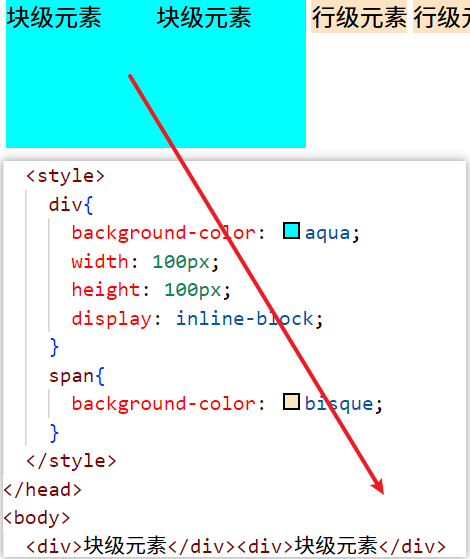 块级元素 块级元素 行级元素 行级元
<style>
div{
background-color: aqua;
width: 100px;
height: 100px;
display: inline-block;
}
span{
background-color: bisque;
}
</style>
</head>
<body>
<div>块级元素</div><div>块级元素</div>